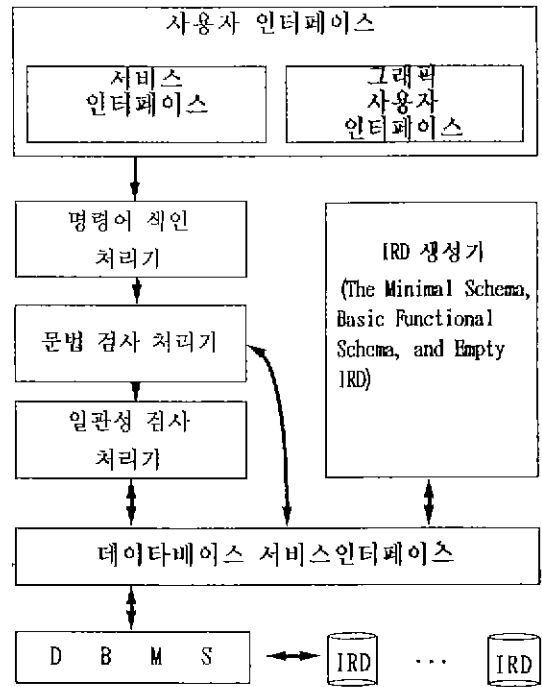 사용자 인터페이스
서비스
인터페이스
그래픽
사용자
인터페이스
명령어 색인
처리기
IRD 생성기
(The Minimal Schema,
Basic Functional
Schema, and Empty
IRD)
문법 검사 처리기
일관성 검사
처리기
데이타베이스 서비스인터페이스
D B M S
IRD
...
IRD